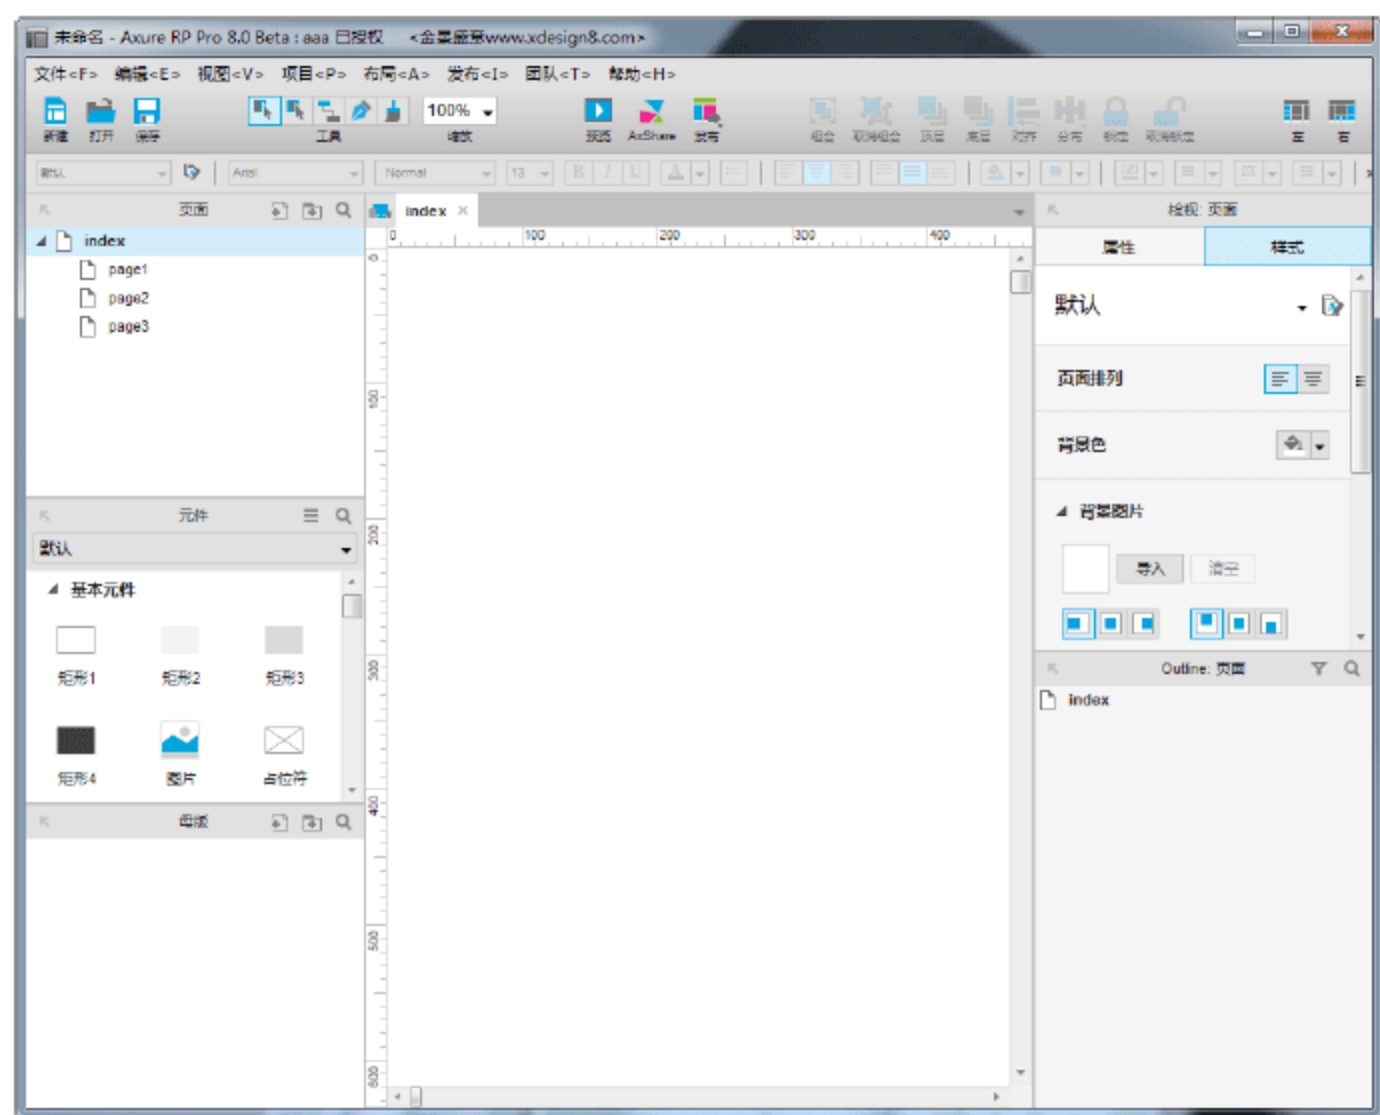 未命名 - Axure RP Pro 8.0 Beta : aaa 已授权 <金景盛意www.xdesign8.com>
文件<F> 编辑<E> 视图<V> 项目<P> 布局<A> 发布<I> 团队<T> 帮助<H>
100%
新建 打开 保存 工具 缩放 预览 AxShare 发布 组合 取消组合 顶层 底层 对齐 分布 锁定 取消锁定 左 右
默认 Arial Normal 13 B I U A
页面
index
page1
page2
page3
元件
默认
基本元件
矩形1 矩形2 矩形3
矩形4 图片 占位符
母版
index
0 100 200 300 400
0
100
200
300
400
500
600
检视: 页面
属性 样式
默认
页面排列
背景色
背景图片
导入 清空
Outline: 页面
index